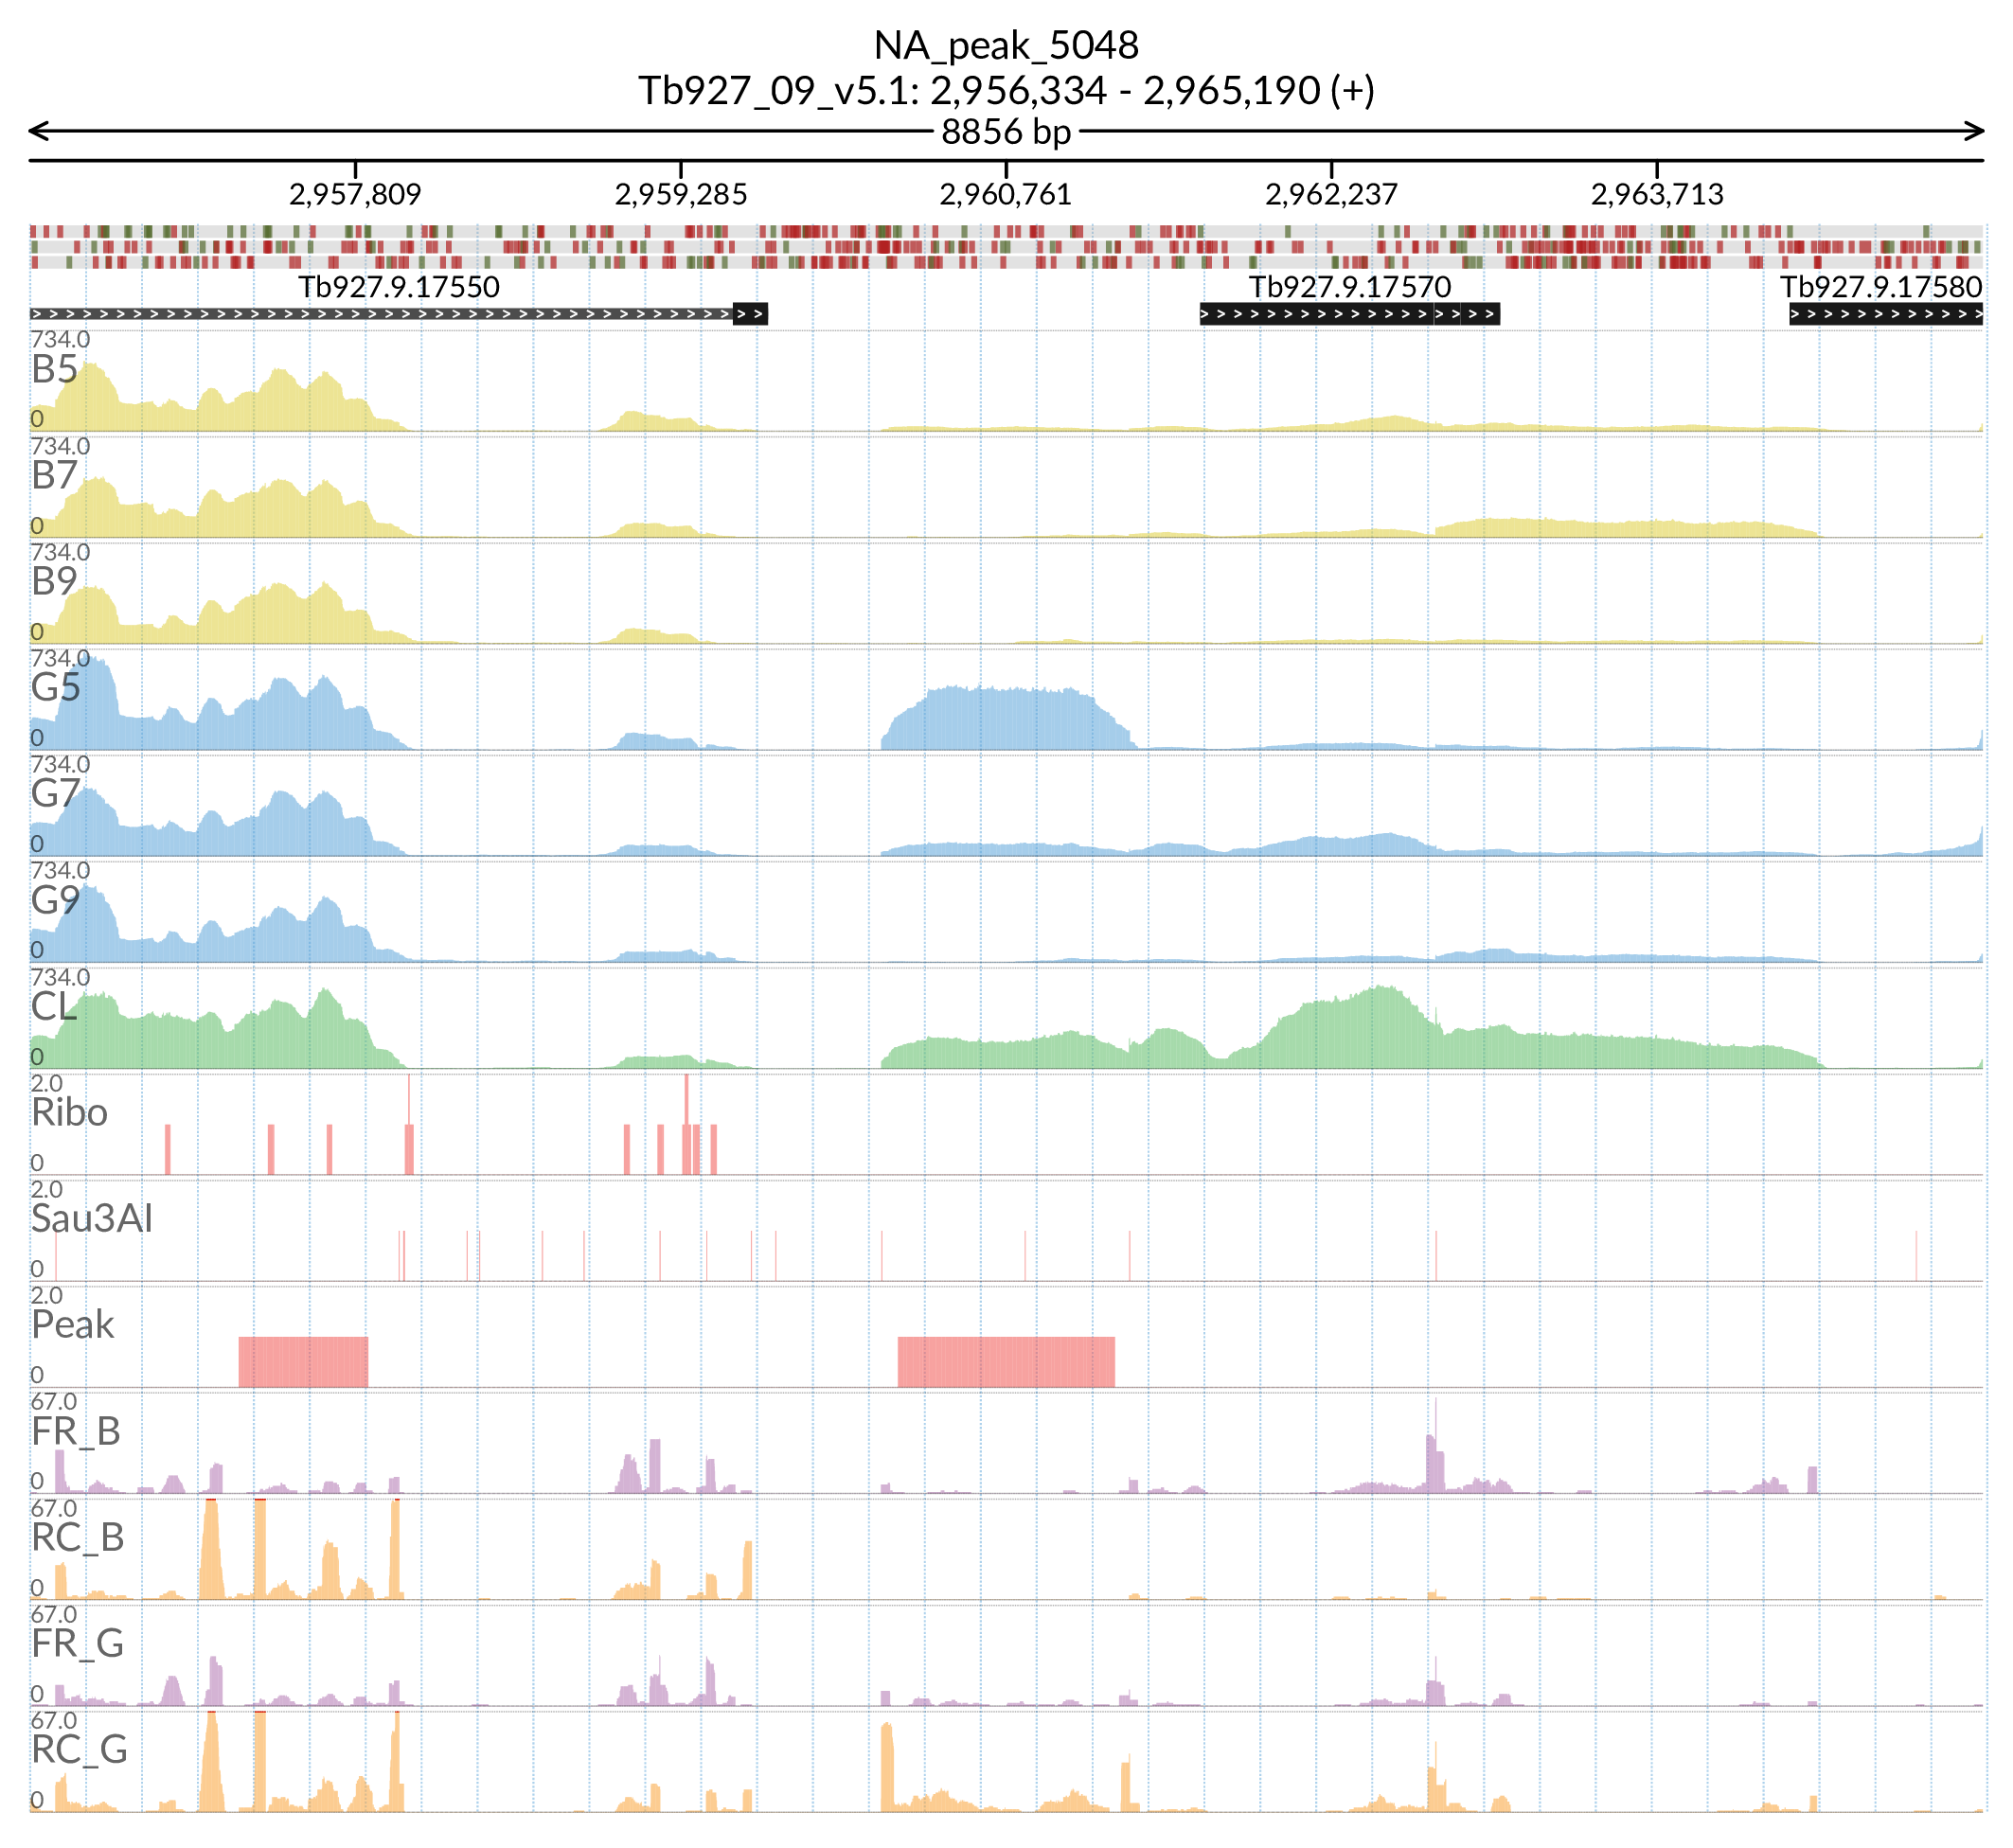 NA_peak_5048
Tb927_09_v5.1: 2,956,334 - 2,965,190 (+)
8856 bp
2,957,809 2,959,285 2,960,761 2,962,237 2,963,713
Tb927.9.17550 Tb927.9.17570 Tb927.9.17580
734.0
B5
0
734.0
B7
0
734.0
B9
0
734.0
G5
0
734.0
G7
0
734.0
G9
0
734.0
CL
0
2.0
Ribo
0
2.0
Sau3AI
0
2.0
Peak
0
67.0
FR_B
0
67.0
RC_B
0
67.0
FR_G
0
67.0
RC_G
0